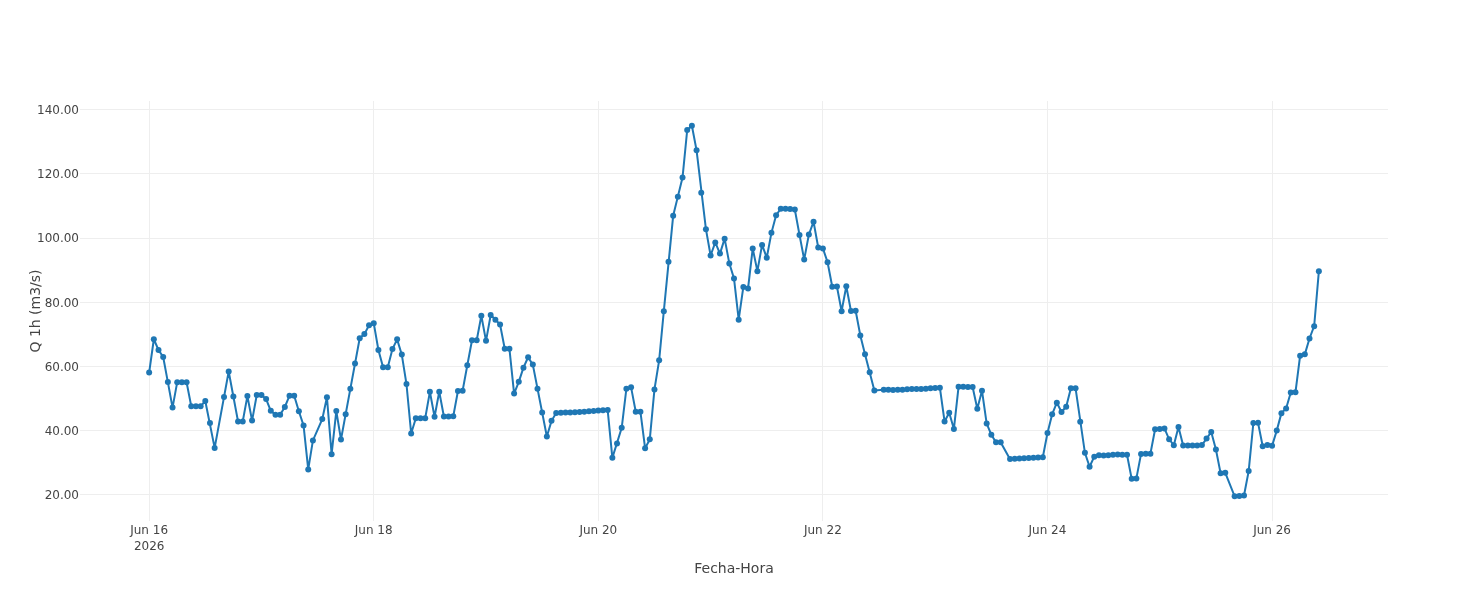 140.00
120.00
100.00
80.00
60.00
40.00
20.00
Q 1h (m3/s)
Jun 16
2026
Jun 18
Jun 20
Jun 22
Jun 24
Jun 26
Fecha-Hora